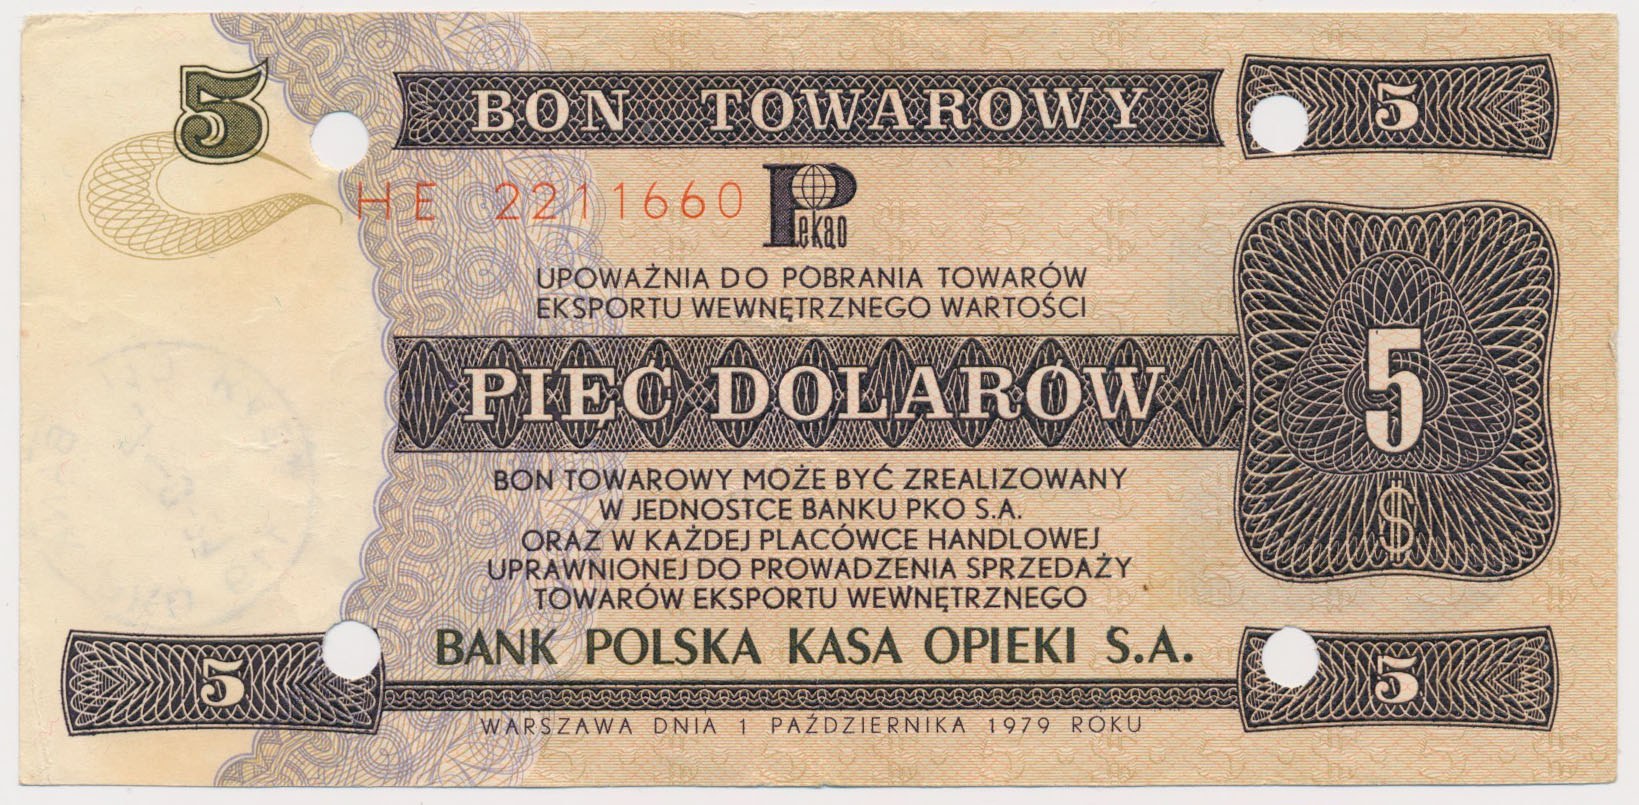 5
BON TOWAROWY
5
HE 2211660
Pekao
UPOWAŻNIA DO POBRANIA TOWARÓW
EKSPORTU WEWNĘTRZNEGO WARTOŚCI
PIĘĆ DOLARÓW
5
$
BON TOWAROWY MOŻE BYĆ ZREALIZOWANY
W JEDNOSTCE BANKU PKO S.A.
ORAZ W KAŻDEJ PLACÓWCE HANDLOWEJ
UPRAWNIONEJ DO PROWADZENIA SPRZEDAŻY
TOWARÓW EKSPORTU WEWNĘTRZNEGO
BANK POLSKA KASA OPIEKI S.A.
5
5
WARSZAWA DNIA 1 PAŹDZIERNIKA 1979 ROKU